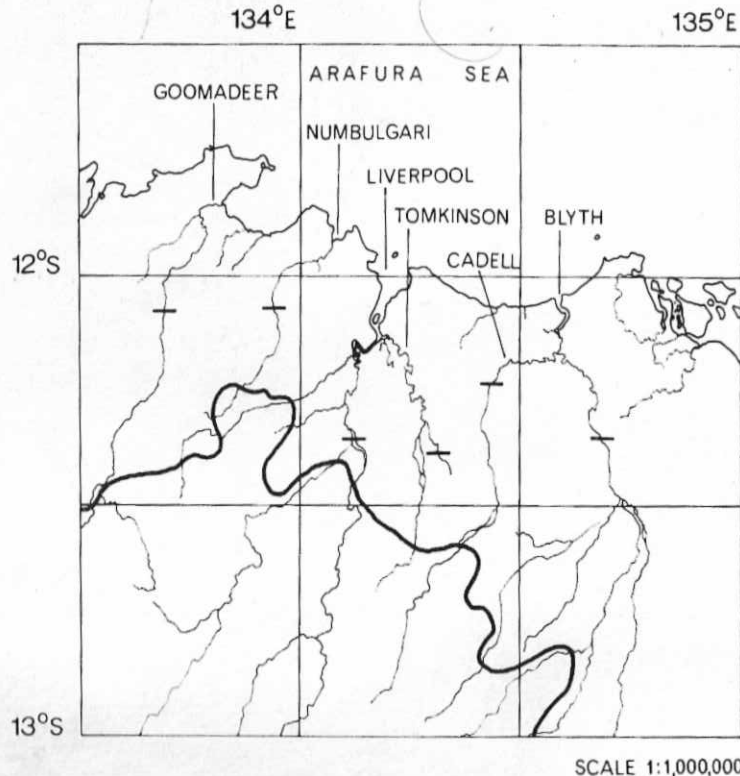 134°E
135°E
ARAFURA SEA
GOOMADEER
NUMBULGARI
LIVERPOOL
TOMKINSON
BLYTH
12°S
CADELL
13°S
SCALE 1:1,000,000